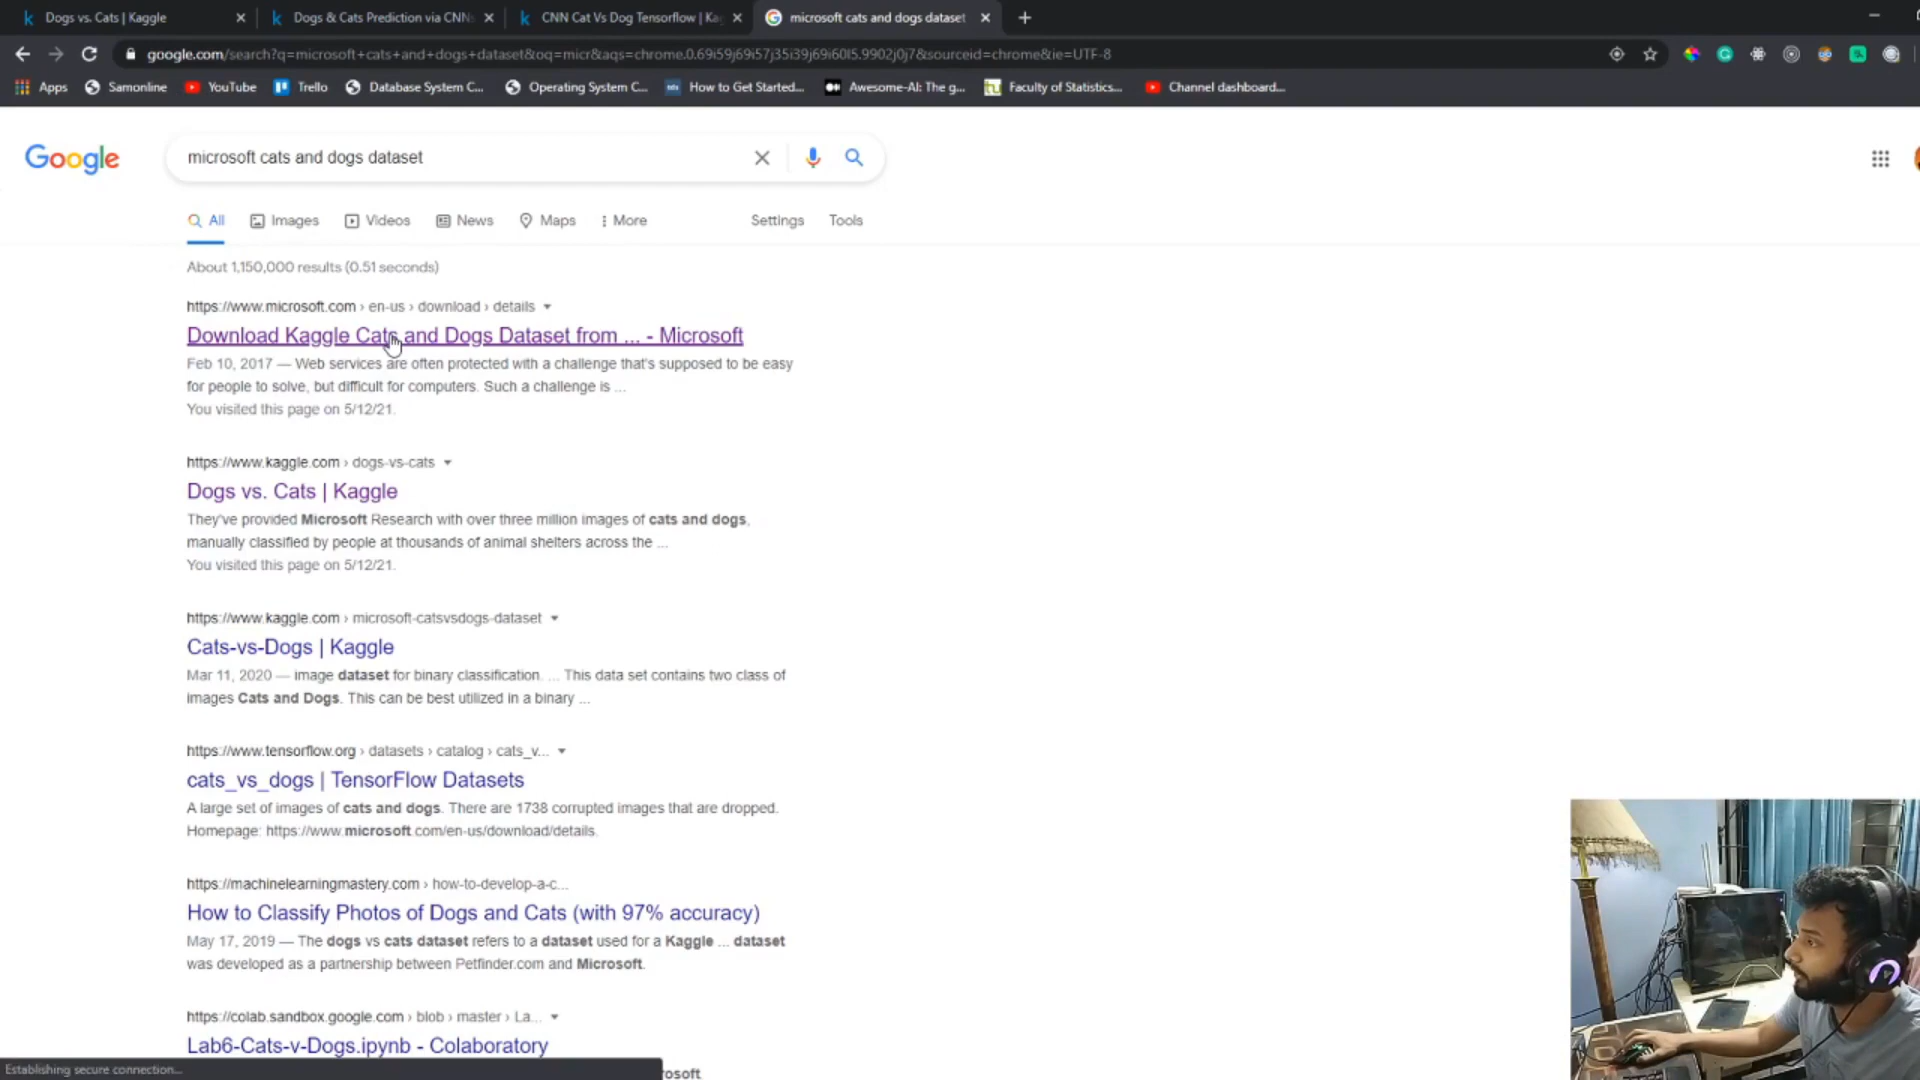 Dogs vs. Cats | Kaggle
Dogs & Cats Prediction via CNN
CNN Cat Vs Dog Tensorflow | Ka
microsoft cats and dogs dataset
google.com/search?q=microsoft+cats+and+dogs+dataset&oq=micr&aqs=chrome.0.69i59j69i57j35i39j69i60l5.9902j0j7&sourceid=chrome&ie=UTF-8
Apps
Samonline
YouTube
Trello
Database System C...
Operating System C...
How to Get Started...
Awesome-AI: The g...
Faculty of Statistics...
Channel dashboard...
Google
microsoft cats and dogs dataset
All
Images
Videos
News
Maps
More
Settings
Tools
About 1,150,000 results (0.51 seconds)
https://www.microsoft.com › en-us › download › details
Download Kaggle Cats and Dogs Dataset from ... - Microsoft
Feb 10, 2017 — Web services are often protected with a challenge that's supposed to be easy
for people to solve, but difficult for computers. Such a challenge is ...
You visited this page on 5/12/21.
https://www.kaggle.com › dogs-vs-cats
Dogs vs. Cats | Kaggle
They've provided Microsoft Research with over three million images of cats and dogs,
manually classified by people at thousands of animal shelters across the ...
You visited this page on 5/12/21.
https://www.kaggle.com › microsoft-catsvsdogs-dataset
Cats-vs-Dogs | Kaggle
Mar 11, 2020 — image dataset for binary classification. ... This data set contains two class of
images Cats and Dogs. This can be best utilized in a binary ...
https://www.tensorflow.org › datasets › catalog › cats_v...
cats_vs_dogs | TensorFlow Datasets
A large set of images of cats and dogs. There are 1738 corrupted images that are dropped.
Homepage: https://www.microsoft.com/en-us/download/details.
https://machinelearningmastery.com › how-to-develop-a-c...
How to Classify Photos of Dogs and Cats (with 97% accuracy)
May 17, 2019 — The dogs vs cats dataset refers to a dataset used for a Kaggle ... dataset
was developed as a partnership between Petfinder.com and Microsoft.
https://colab.sandbox.google.com › blob › master › La...
Lab6-Cats-v-Dogs.ipynb - Colaboratory
Establishing secure connection...
rosoft